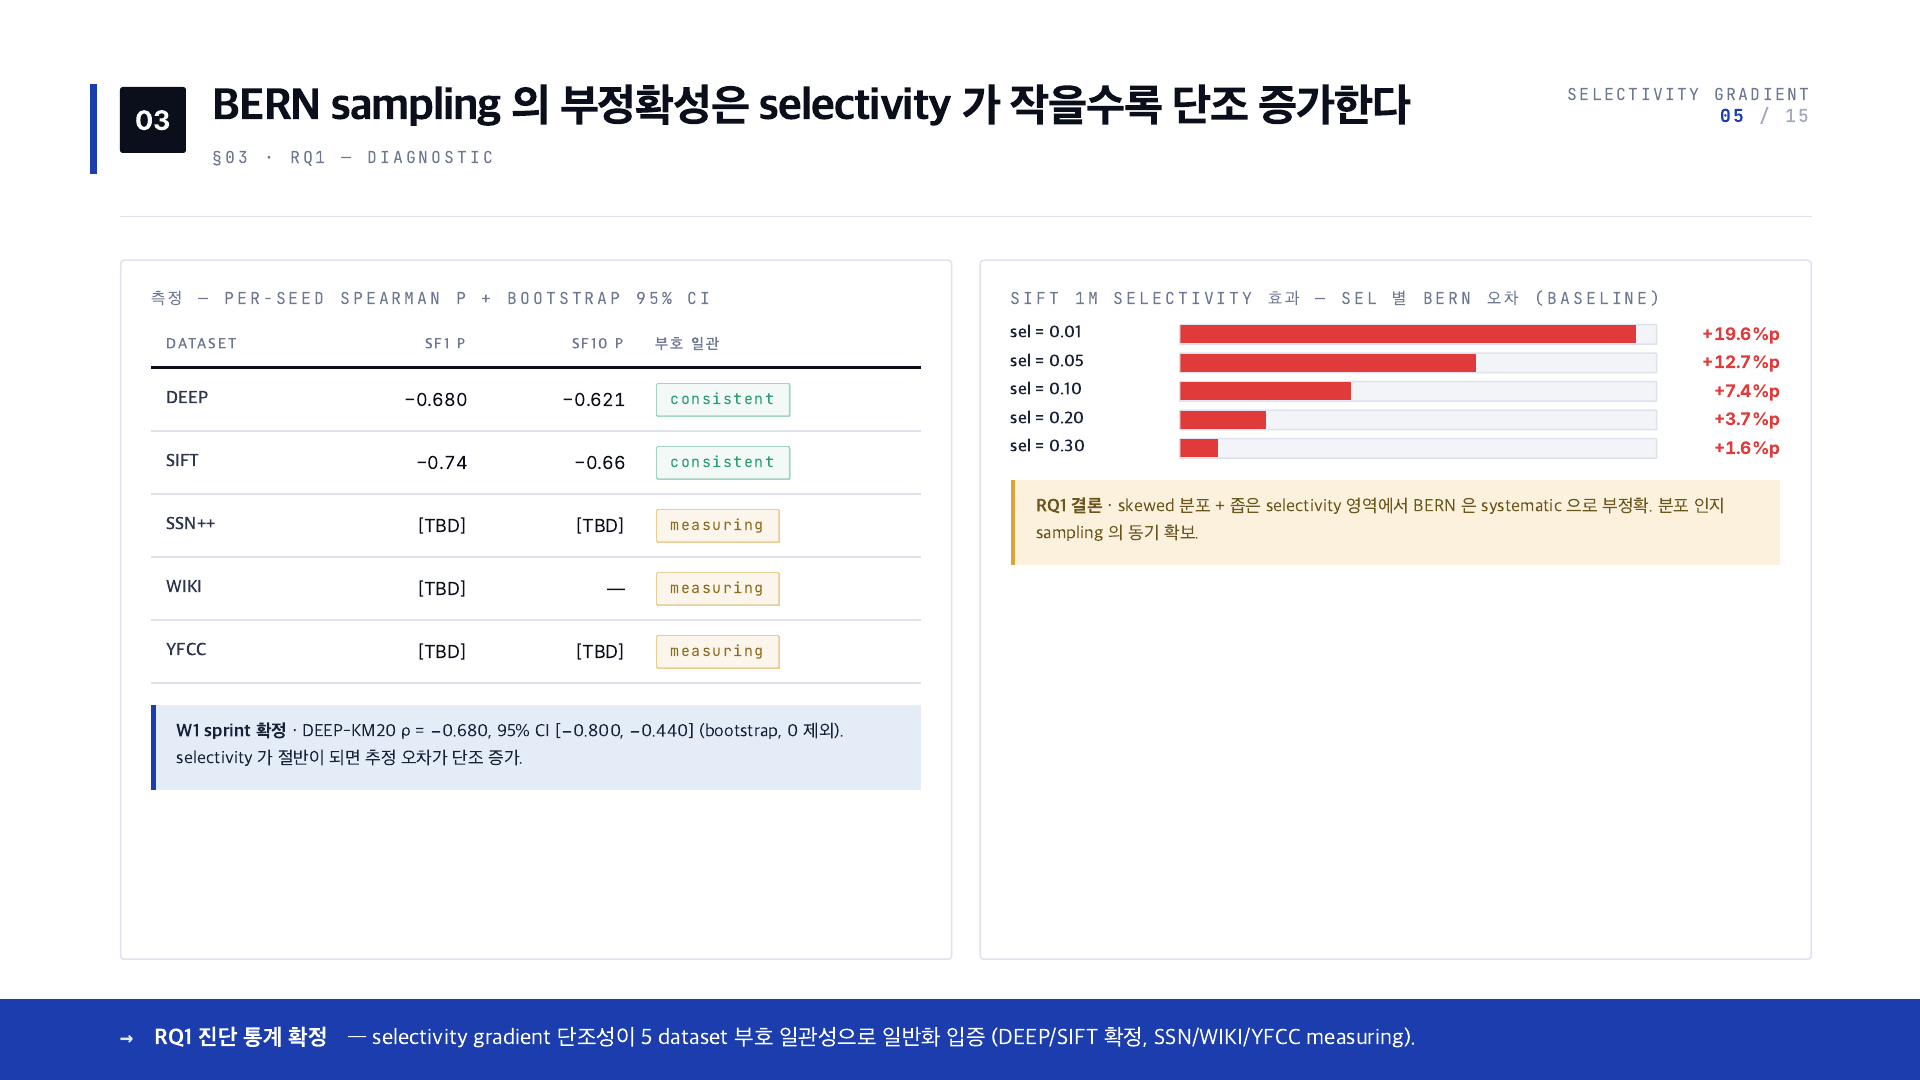 03
BERN sampling 의 부정확성은 selectivity 가 작을수록 단조 증가한다
§03 · RQ1 — DIAGNOSTIC
SELECTIVITY GRADIENT
05 / 15
측정 — PER-SEED SPEARMAN Ρ + BOOTSTRAP 95% CI
DATASET SF1 Ρ SF10 Ρ 부호 일관
DEEP −0.680 −0.621 consistent
SIFT −0.74 −0.66 consistent
SSN++ [TBD] [TBD] measuring
WIKI [TBD] — measuring
YFCC [TBD] [TBD] measuring
W1 sprint 확정 · DEEP-KM20 ρ = −0.680, 95% CI [−0.800, −0.440] (bootstrap, 0 제외).
selectivity 가 절반이 되면 추정 오차가 단조 증가.
SIFT 1M SELECTIVITY 효과 — SEL 별 BERN 오차 (BASELINE)
sel = 0.01 +19.6%p
sel = 0.05 +12.7%p
sel = 0.10 +7.4%p
sel = 0.20 +3.7%p
sel = 0.30 +1.6%p
RQ1 결론 · skewed 분포 + 좁은 selectivity 영역에서 BERN 은 systematic 으로 부정확. 분포 인지
sampling 의 동기 확보.
→ RQ1 진단 통계 확정 — selectivity gradient 단조성이 5 dataset 부호 일관성으로 일반화 입증 (DEEP/SIFT 확정, SSN/WIKI/YFCC measuring).